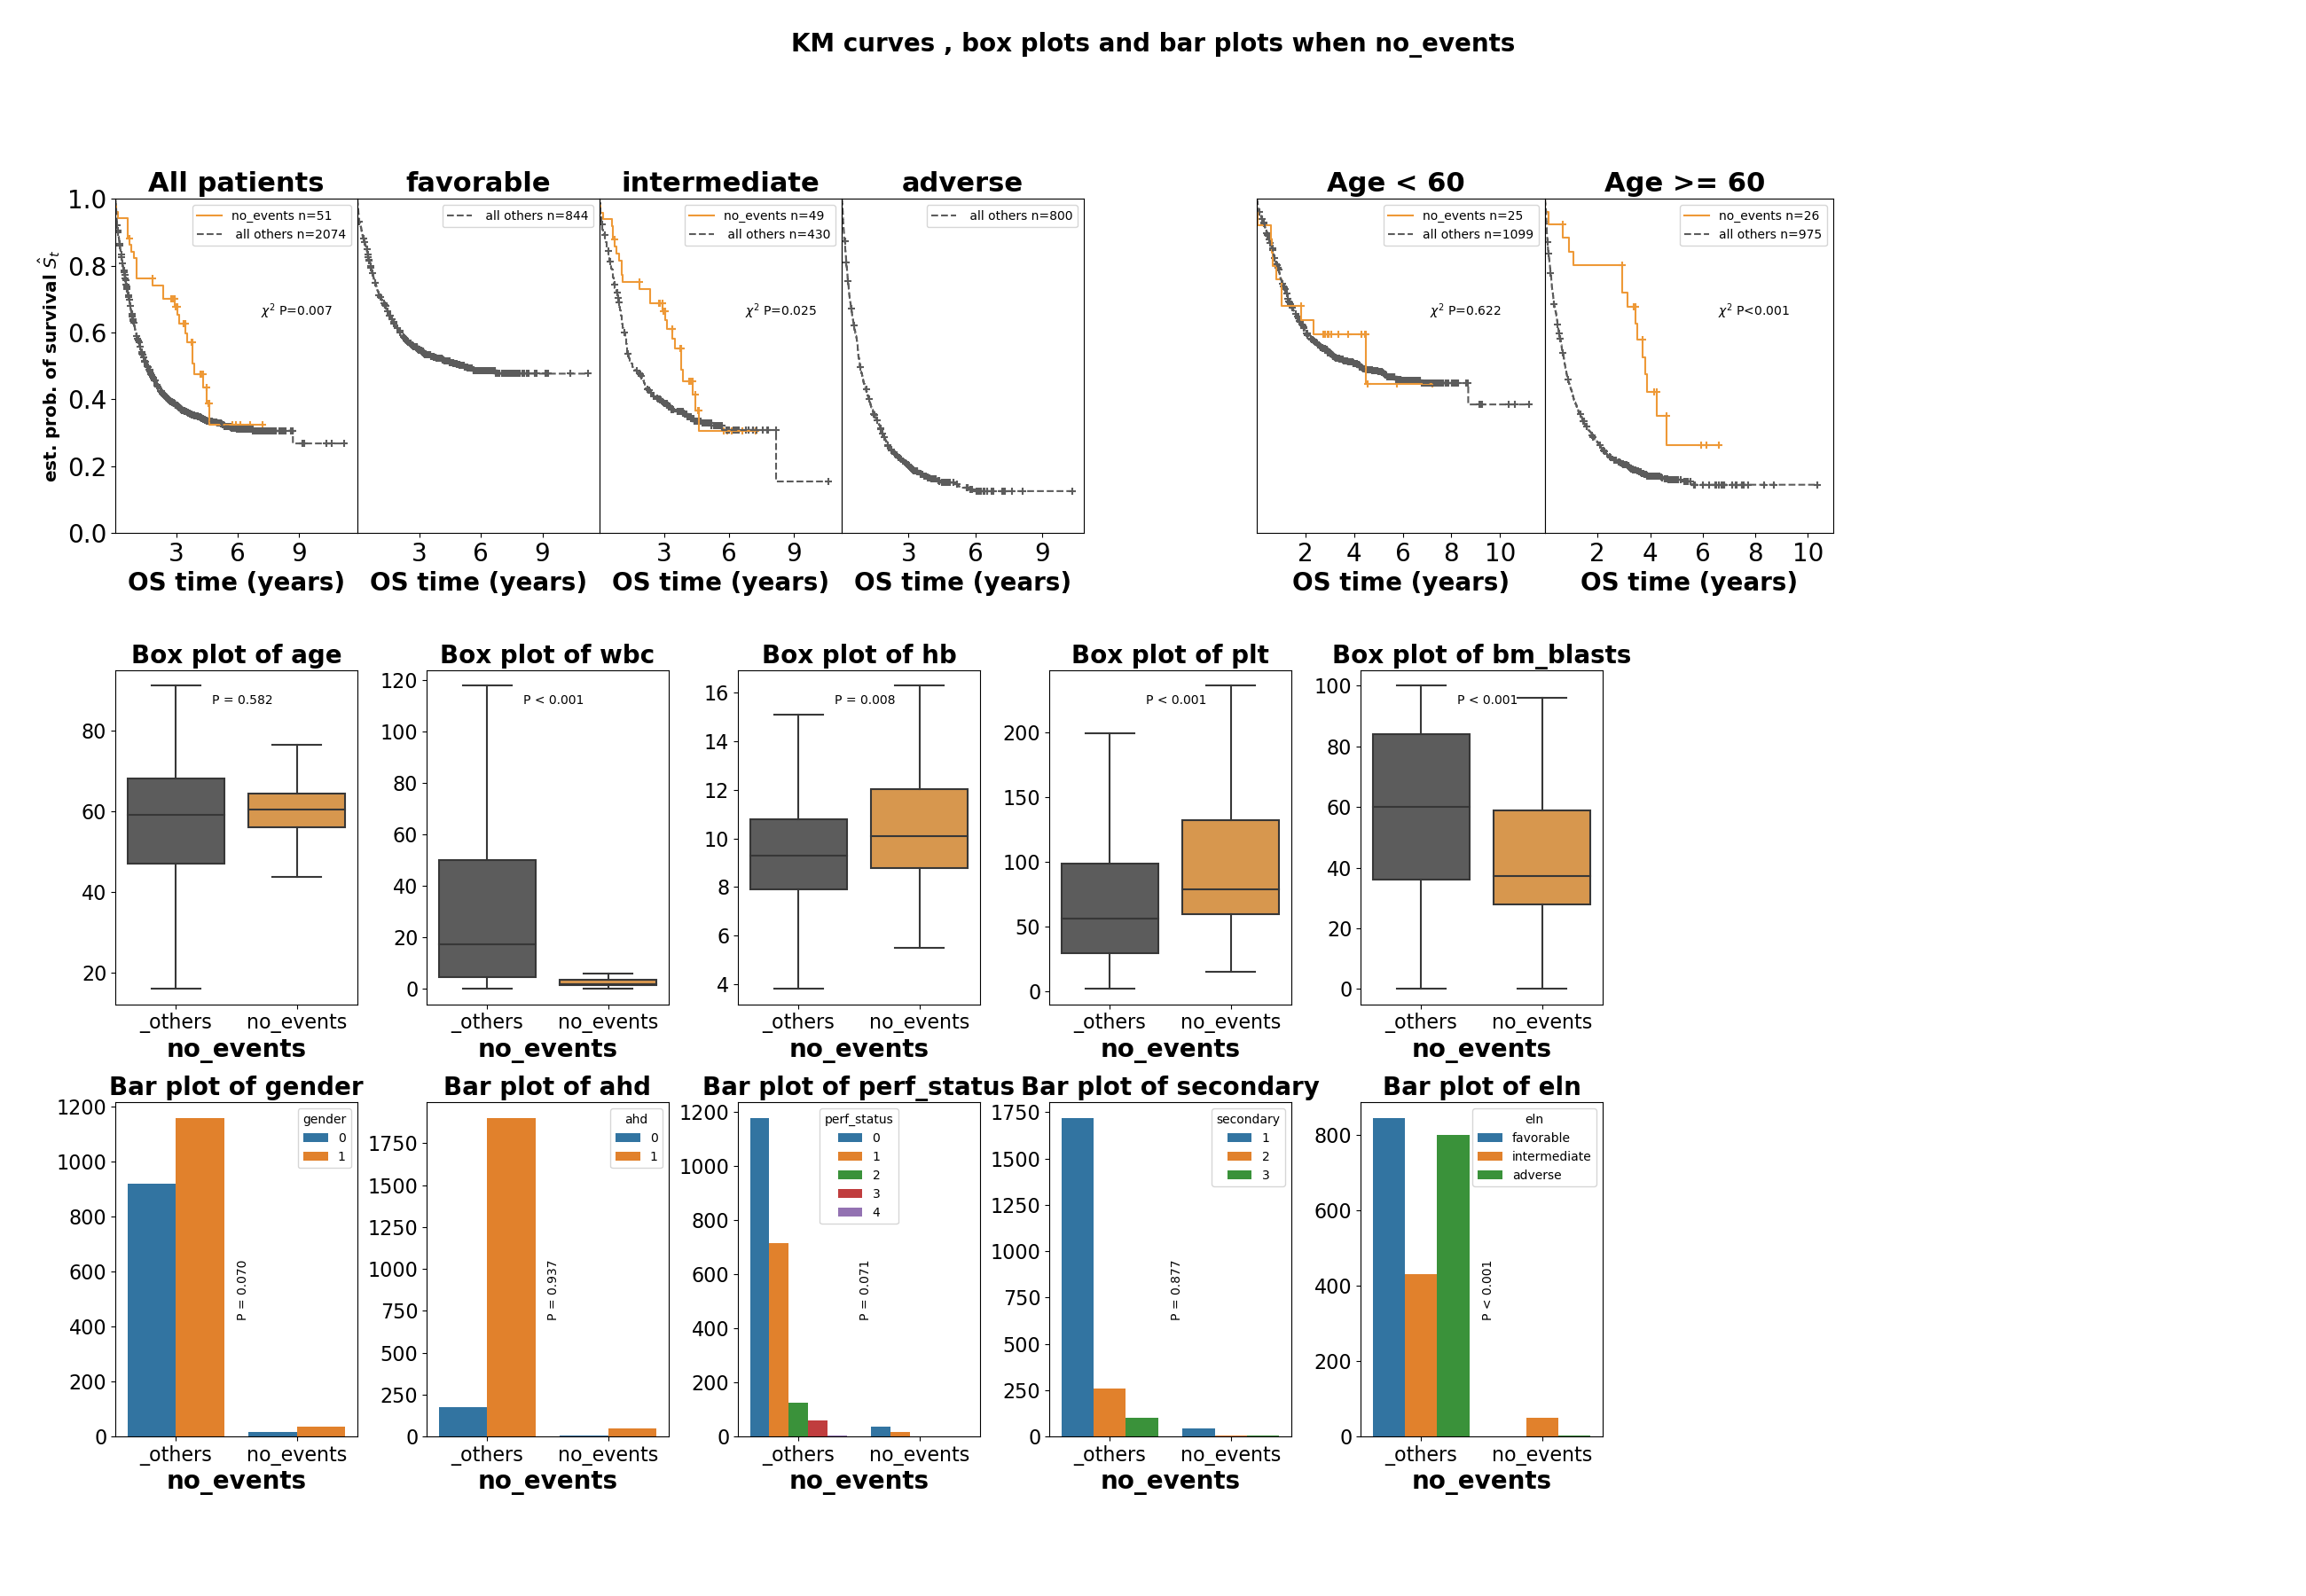 KM curves , box plots and bar plots when no_events
All patients
favorable
intermediate
adverse
Age < 60
Age >= 60
est. prob. of survival Ŝt
1.0
0.8
0.6
0.4
0.2
0.0
no_events n=51
all others n=2074
χ² P=0.007
3 6 9
OS time (years)
all others n=844
3 6 9
OS time (years)
no_events n=49
all others n=430
χ² P=0.025
3 6 9
OS time (years)
all others n=800
3 6 9
OS time (years)
no_events n=25
all others n=1099
χ² P=0.622
2 4 6 8 10
OS time (years)
no_events n=26
all others n=975
χ² P<0.001
2 4 6 8 10
OS time (years)
Box plot of age
P = 0.582
80
60
40
20
_others no_events
no_events
Box plot of wbc
P < 0.001
120
100
80
60
40
20
0
_others no_events
no_events
Box plot of hb
P = 0.008
16
14
12
10
8
6
4
_others no_events
no_events
Box plot of plt
P < 0.001
200
150
100
50
0
_others no_events
no_events
Box plot of bm_blasts
P < 0.001
100
80
60
40
20
0
_others no_events
no_events
Bar plot of gender
1200
1000
800
600
400
200
0
gender
0
1
P = 0.070
_others no_events
no_events
Bar plot of ahd
1750
1500
1250
1000
750
500
250
0
ahd
0
1
P = 0.937
_others no_events
no_events
Bar plot of perf_status
1200
1000
800
600
400
200
0
perf_status
0
1
2
3
4
P = 0.071
_others no_events
no_events
Bar plot of secondary
1750
1500
1250
1000
750
500
250
0
secondary
1
2
3
P = 0.877
_others no_events
no_events
Bar plot of eln
800
600
400
200
0
eln
favorable
intermediate
adverse
P < 0.001
_others no_events
no_events